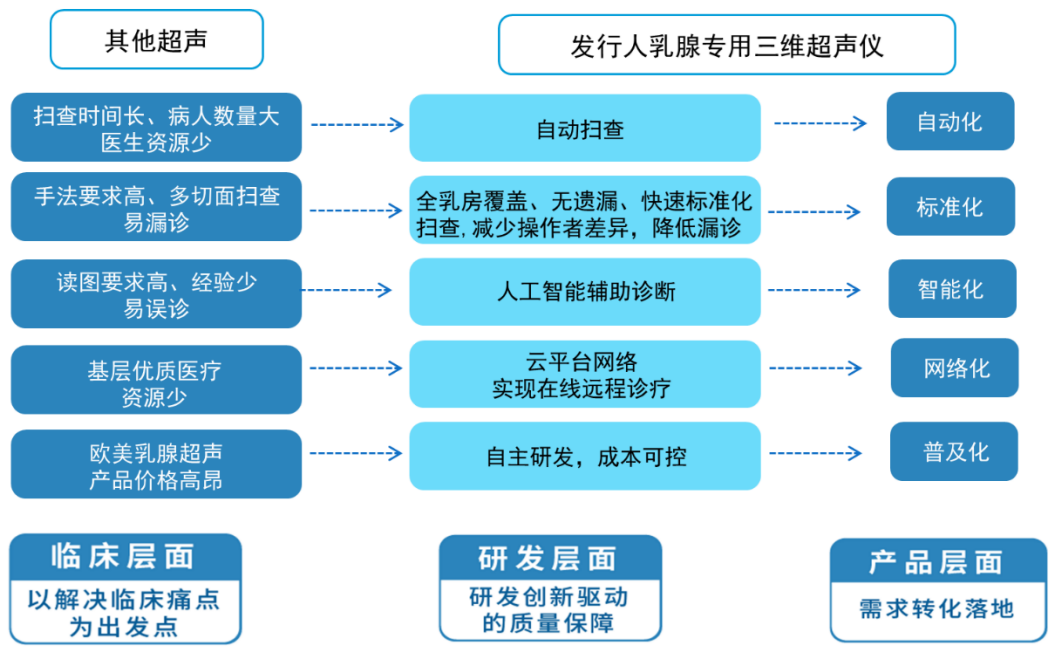 其他超声
发行人乳腺专用三维超声仪
扫查时间长、病人数量大
医生资源少
自动扫查
自动化
手法要求高、多切面扫查
易漏诊
全乳房覆盖、无遗漏、快速标准化
扫查,减少操作者差异，降低漏诊
标准化
读图要求高、经验少
易误诊
人工智能辅助诊断
智能化
基层优质医疗
资源少
云平台网络
实现在线远程诊疗
网络化
欧美乳腺超声
产品价格高昂
自主研发，成本可控
普及化
临床层面
以解决临床痛点
为出发点
研发层面
研发创新驱动
的质量保障
产品层面
需求转化落地